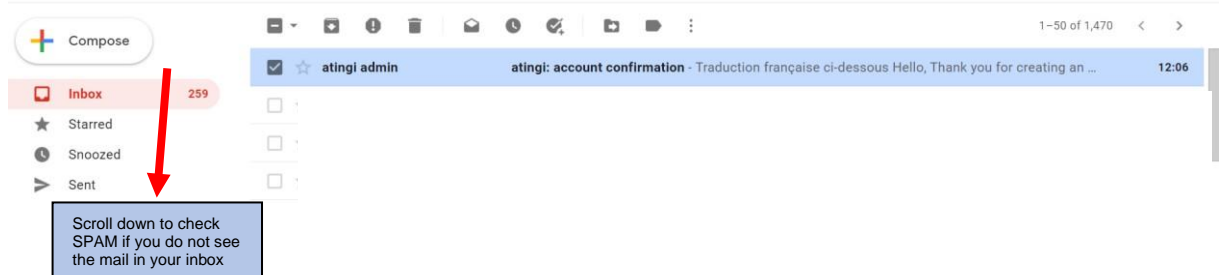 1–50 of 1,470
Compose
atingi admin atingi: account confirmation - Traduction française ci-dessous Hello, Thank you for creating an ... 12:06
Inbox 259
Starred
Snoozed
Sent
Scroll down to check
SPAM if you do not see
the mail in your inbox